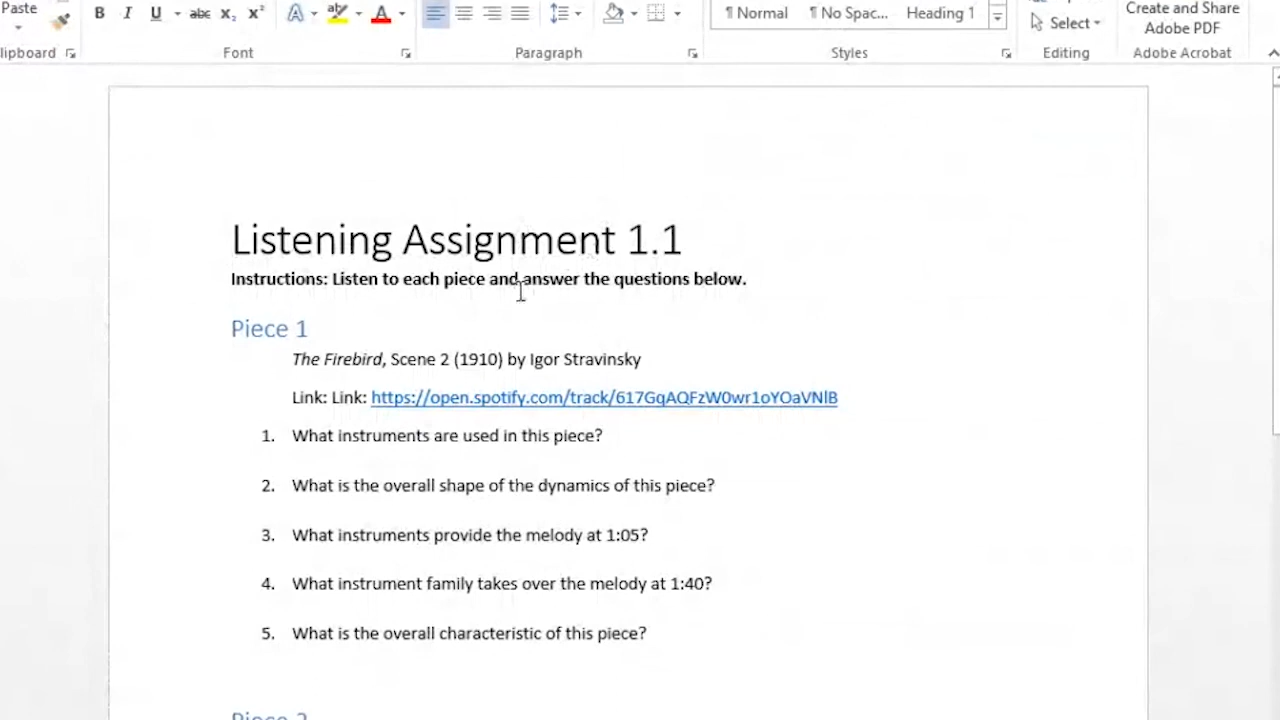 Paste
B I U abc x₂ x² A ab A
¶ Normal ¶ No Spac... Heading 1
Select
Create and Share
Adobe PDF
lipboard Font Paragraph Styles Editing Adobe Acrobat
Listening Assignment 1.1
Instructions: Listen to each piece and answer the questions below.
Piece 1
The Firebird, Scene 2 (1910) by Igor Stravinsky
Link: Link: https://open.spotify.com/track/617GqAQFzW0wr1oYOaVNlB
1. What instruments are used in this piece?
2. What is the overall shape of the dynamics of this piece?
3. What instruments provide the melody at 1:05?
4. What instrument family takes over the melody at 1:40?
5. What is the overall characteristic of this piece?
Piece 2